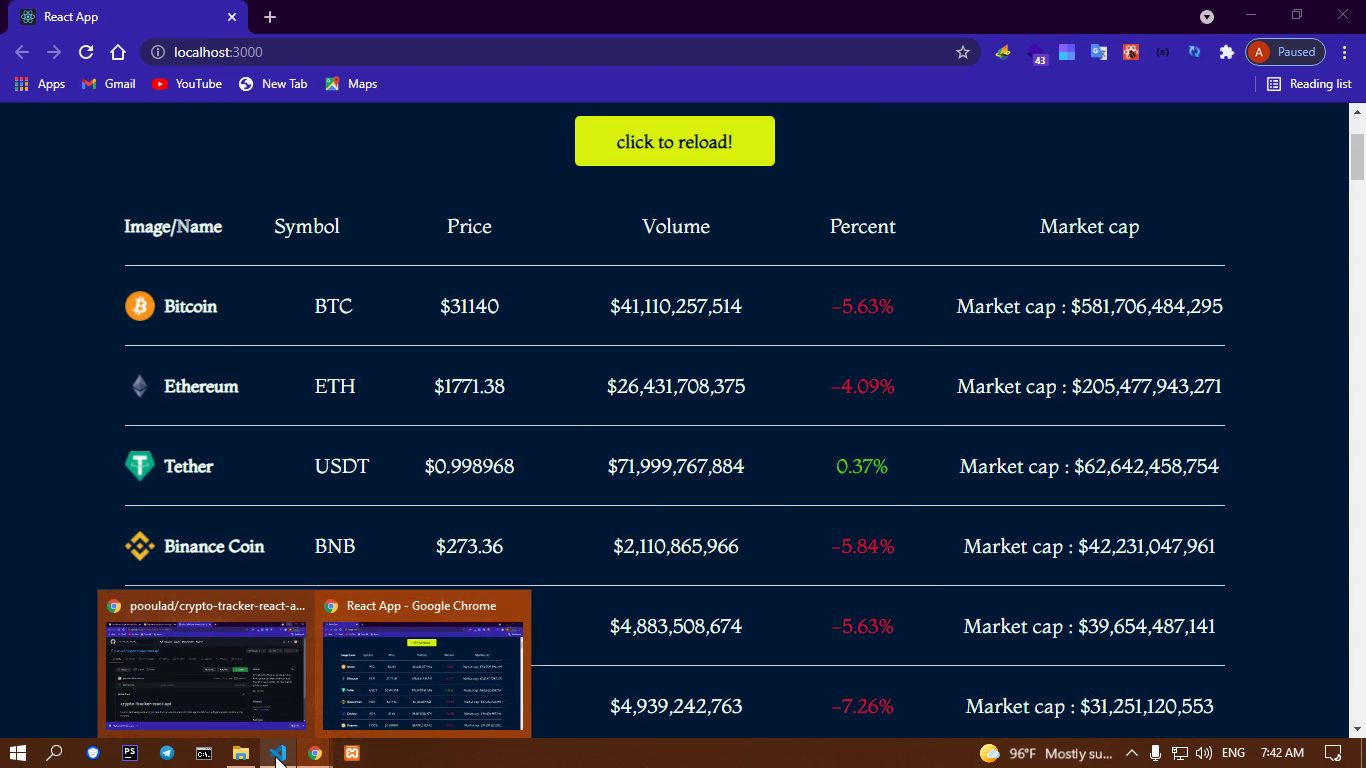 React App
localhost:3000
43
A Paused
Apps Gmail YouTube New Tab Maps Reading list
click to reload!
Image/Name Symbol Price Volume Percent Market cap
Bitcoin BTC $31140 $41,110,257,514 -5.63% Market cap : $581,706,484,295
Ethereum ETH $1771.38 $26,431,708,375 -4.09% Market cap : $205,477,943,271
Tether USDT $0.998968 $71,999,767,884 0.37% Market cap : $62,642,458,754
Binance Coin BNB $273.36 $2,110,865,966 -5.84% Market cap : $42,231,047,961
$4,883,508,674 -5.63% Market cap : $39,654,487,141
$4,939,242,763 -7.26% Market cap : $31,251,120,553
pooulad/crypto-tracker-react-a... React App - Google Chrome
crypto-tracker-react-api
PS
C:\_
96°F Mostly su... ENG 7:42 AM